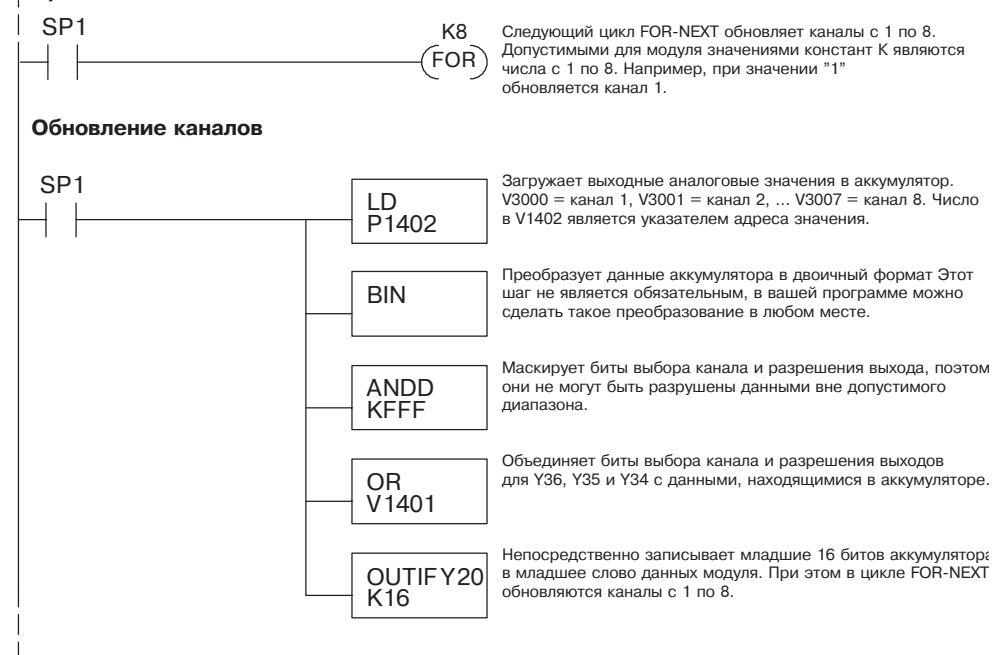 SP1
K8
FOR
Следующий цикл FOR-NEXT обновляет каналы с 1 по 8.
Допустимыми для модуля значениями констант К являются
числа с 1 по 8. Например, при значении ”1”
обновляется канал 1.
Обновление каналов
SP1
LD
P1402
Загружает выходные аналоговые значения в аккумулятор.
V3000 = канал 1, V3001 = канал 2, ... V3007 = канал 8. Число
в V1402 является указателем адреса значения.
BIN
Преобразует данные аккумулятора в двоичный формат Этот
шаг не является обязательным, в вашей программе можно
сделать такое преобразование в любом месте.
ANDD
KFFF
Маскирует биты выбора канала и разрешения выхода, поэтом
они не могут быть разрушены данными вне допустимого
диапазона.
OR
V1401
Объединяет биты выбора канала и разрешения выходов
для Y36, Y35 и Y34 с данными, находящимися в аккумуляторе.
OUTIF Y20
K16
Непосредственно записывает младшие 16 битов аккумулятора
в младшее слово данных модуля. При этом в цикле FOR-NEXT
обновляются каналы с 1 по 8.